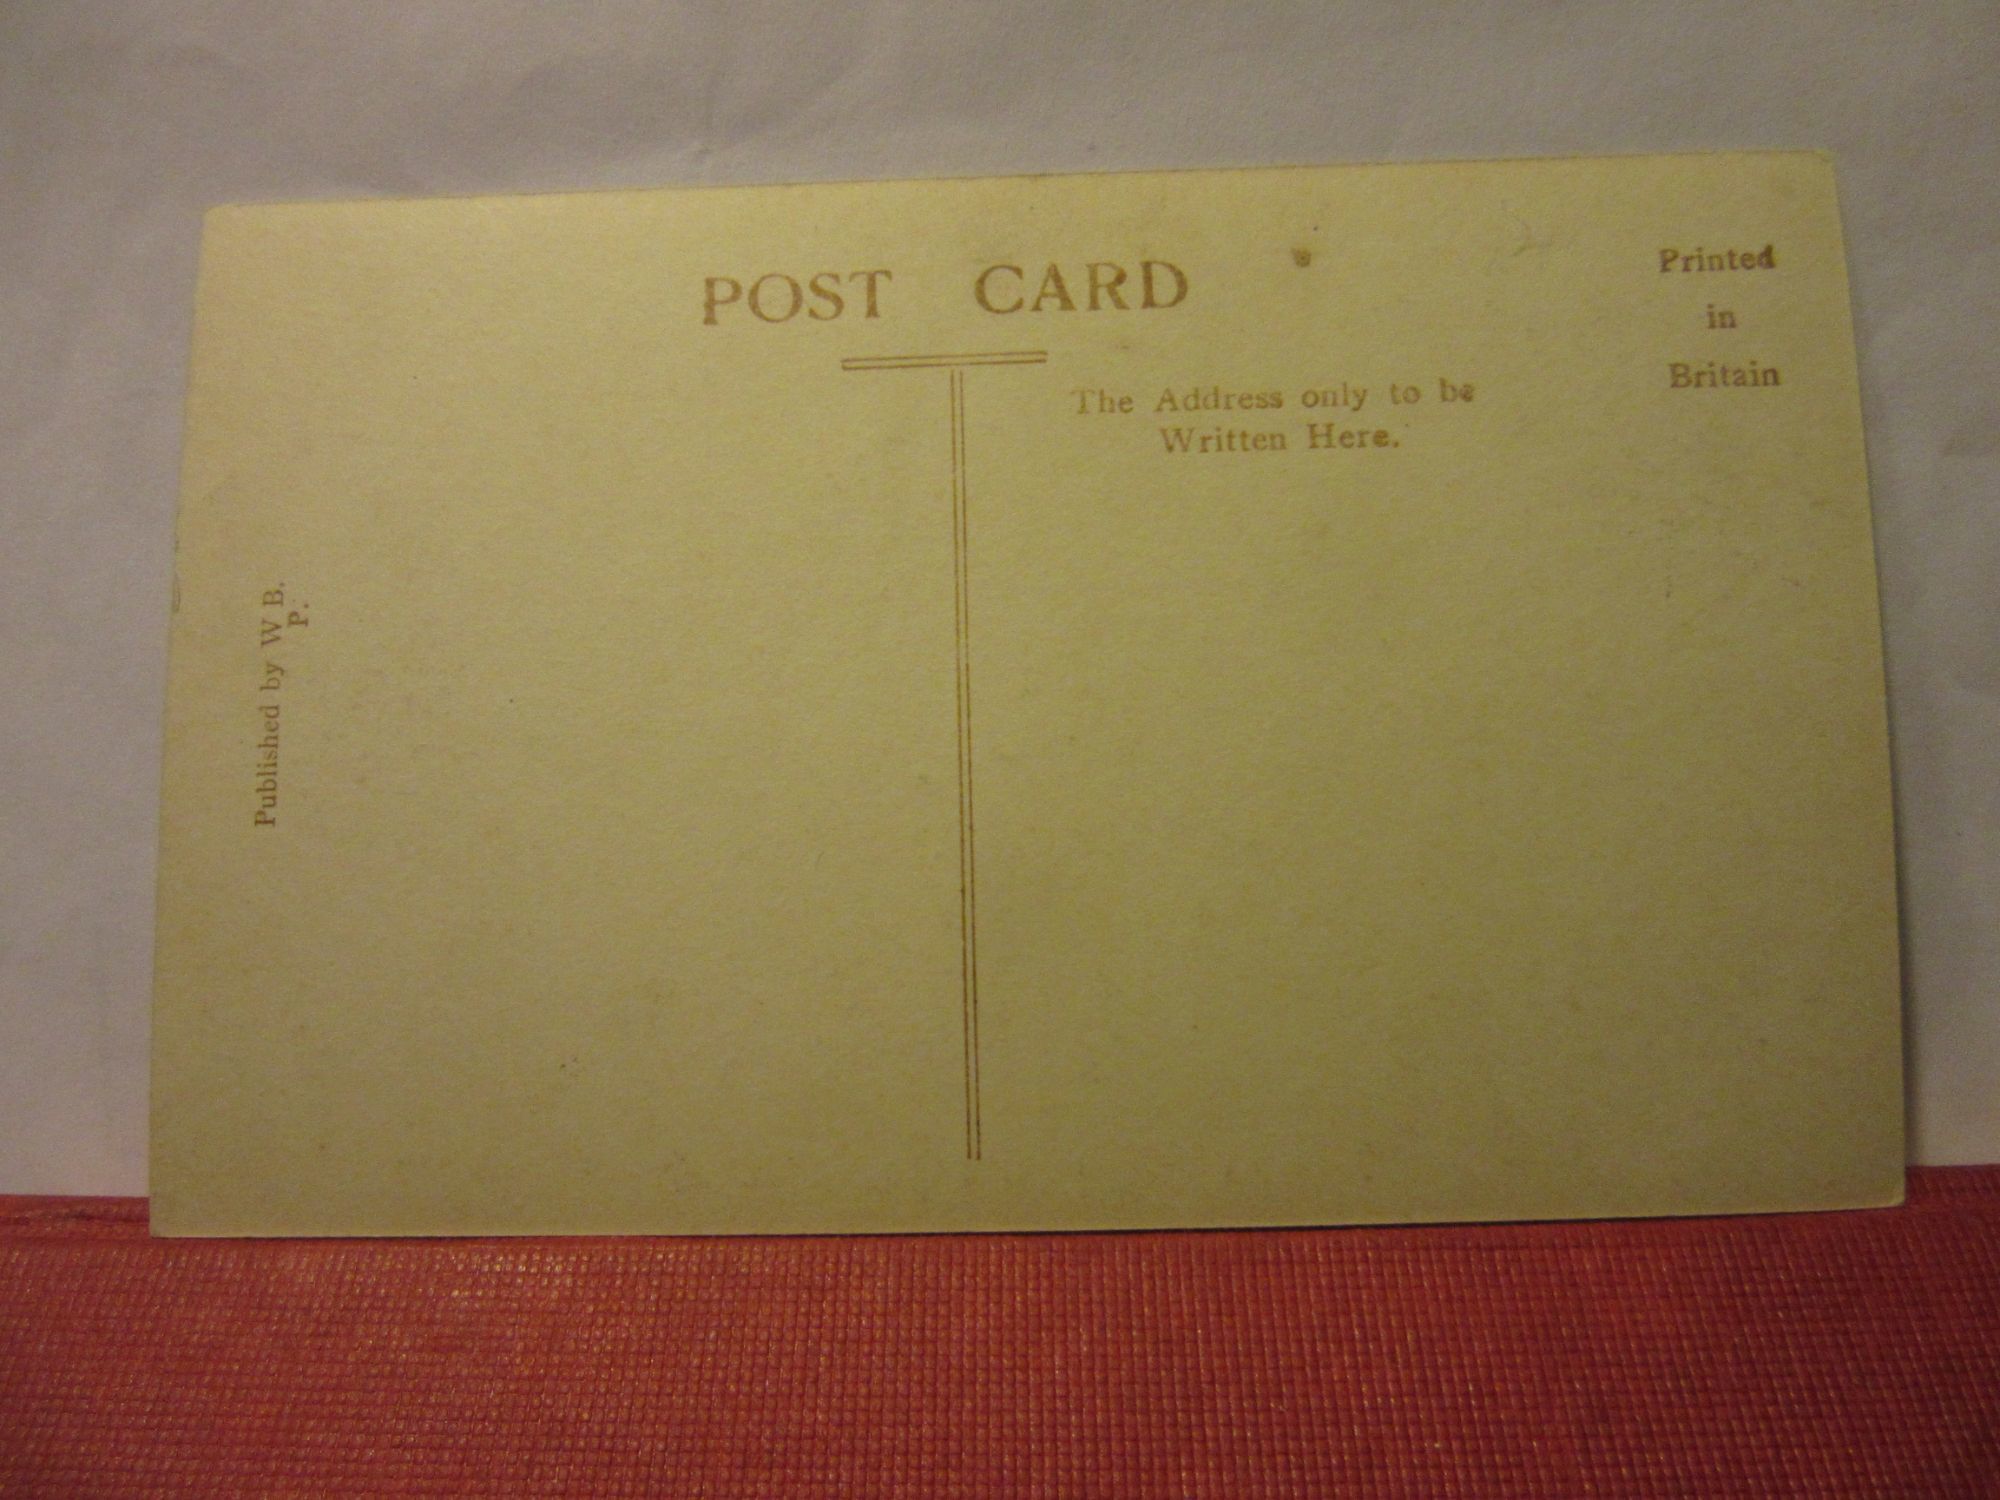 POST CARD
Printed
in
Britain
The Address only to be
Written Here.
Published by W B.
P.